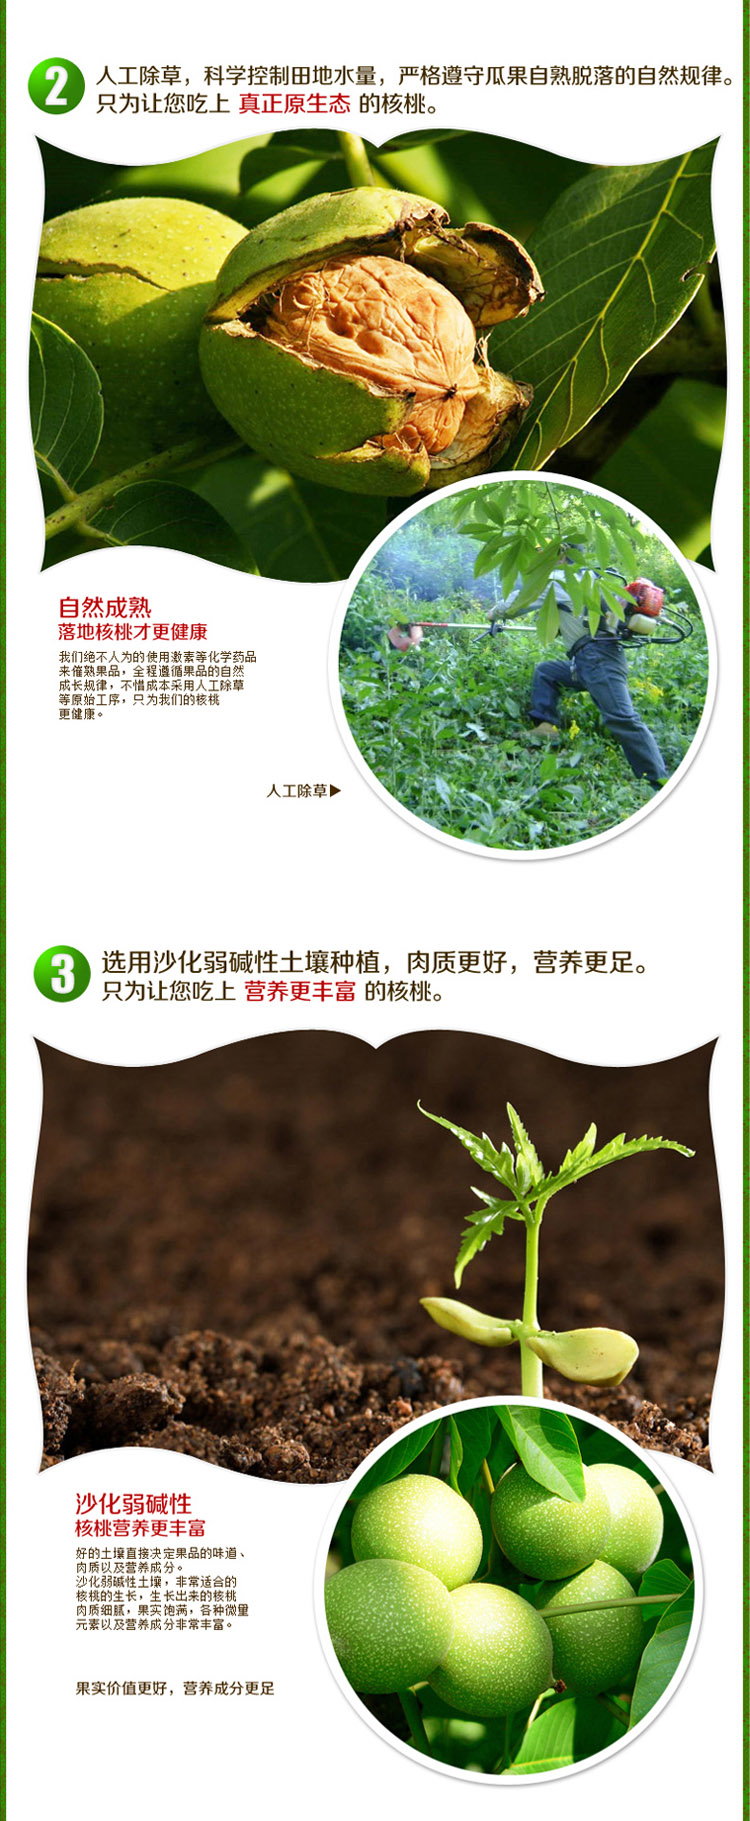 2
人工除草，科学控制田地水量，严格遵守瓜果自熟脱落的自然规律。
只为让您吃上 真正原生态 的核桃。
自然成熟
落地核桃才更健康
我们绝不人为的使用激素等化学药品
来催熟果品，全程遵循果品的自然
成长规律，不惜成本采用人工除草
等原始工序，只为我们的核桃
更健康。
人工除草▶
3
选用沙化弱碱性土壤种植，肉质更好，营养更足。
只为让您吃上 营养更丰富 的核桃。
沙化弱碱性
核桃营养更丰富
好的土壤直接决定果品的味道、
肉质以及营养成分。
沙化弱碱性土壤，非常适合的
核桃的生长，生长出来的核桃
肉质细腻，果实饱满，各种微量
元素以及营养成分非常丰富。
果实价值更好，营养成分更足